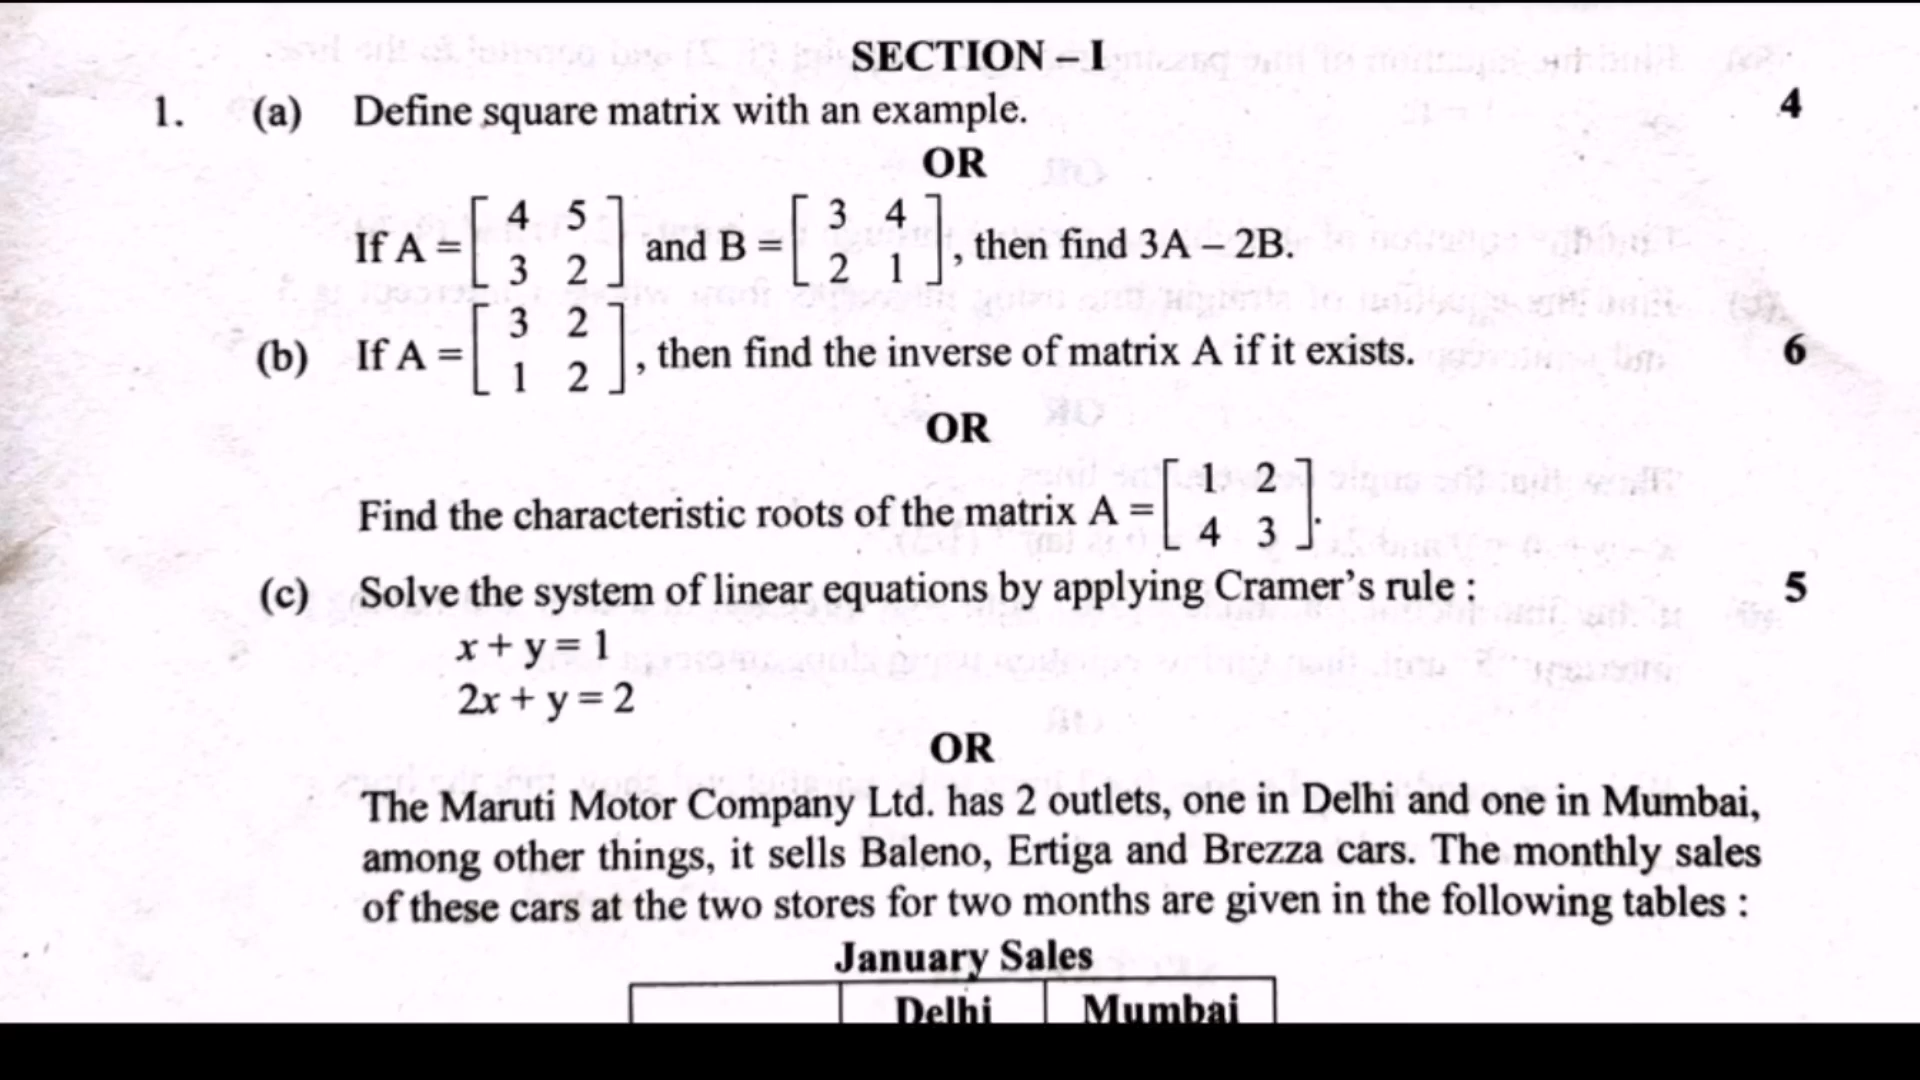 SECTION – I
1. (a) Define square matrix with an example. 4
OR
If A = [ 4 5 ; 3 2 ] and B = [ 3 4 ; 2 1 ], then find 3A – 2B.
(b) If A = [ 3 2 ; 1 2 ], then find the inverse of matrix A if it exists. 6
OR
Find the characteristic roots of the matrix A = [ 1 2 ; 4 3 ].
(c) Solve the system of linear equations by applying Cramer's rule : 5
x + y = 1
2x + y = 2
OR
The Maruti Motor Company Ltd. has 2 outlets, one in Delhi and one in Mumbai,
among other things, it sells Baleno, Ertiga and Brezza cars. The monthly sales
of these cars at the two stores for two months are given in the following tables :
January Sales
Delhi Mumbai